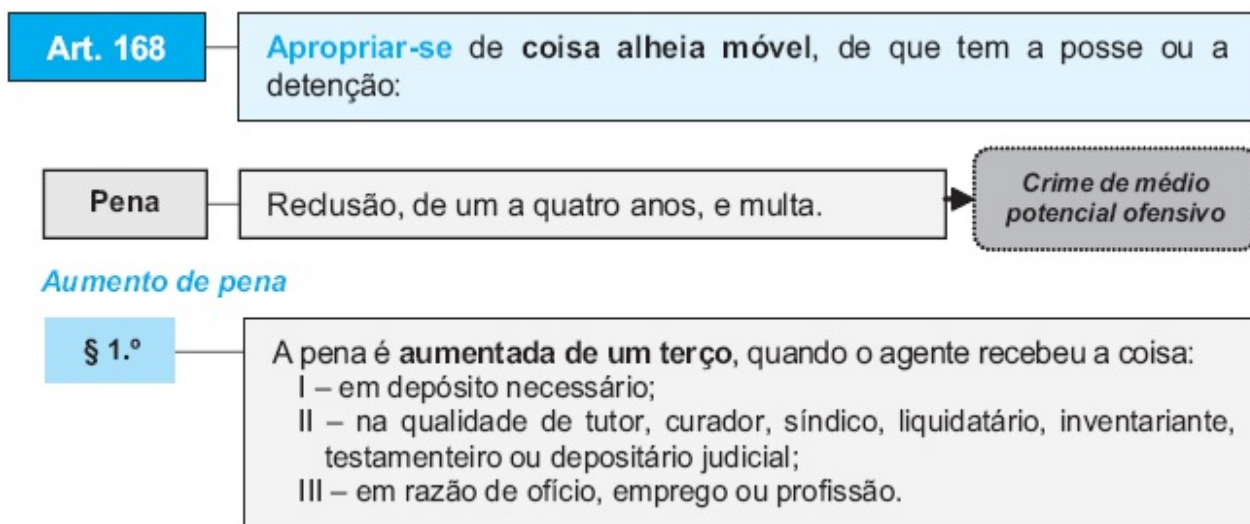 Art. 168
Apropriar-se de coisa alheia móvel, de que tem a posse ou a
detenção:
Pena
Reclusão, de um a quatro anos, e multa.
Crime de médio
potencial ofensivo
Aumento de pena
§ 1.º
A pena é aumentada de um terço, quando o agente recebeu a coisa:
I – em depósito necessário;
II – na qualidade de tutor, curador, síndico, liquidatário, inventariante,
testamenteiro ou depositário judicial;
III – em razão de ofício, emprego ou profissão.